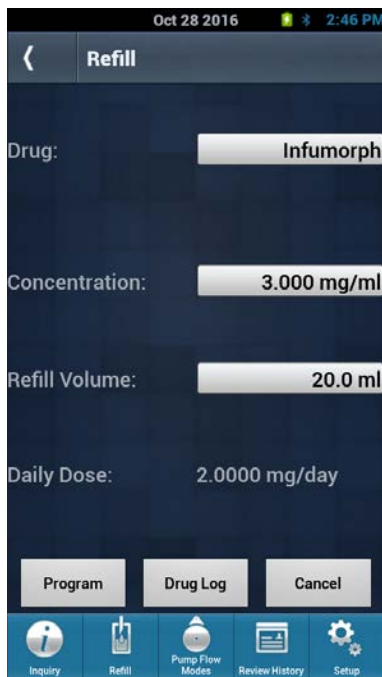 Oct 28 2016 2:46 PM
Refill
Drug: Infumorph
Concentration: 3.000 mg/ml
Refill Volume: 20.0 ml
Daily Dose: 2.0000 mg/day
Program Drug Log Cancel
Inquiry Refill Pump Flow Modes Review History Setup